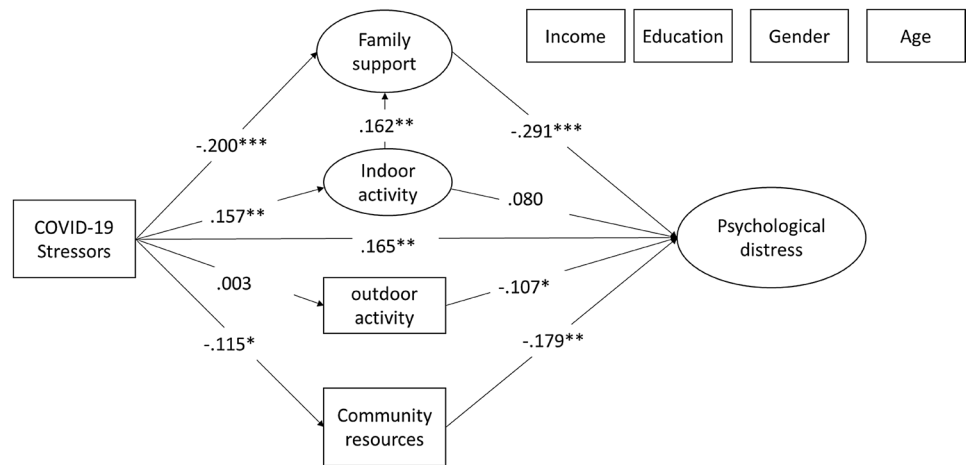 Family
support
Income
Education
Gender
Age
.162**
-.200***
-.291***
Indoor
activity
.157**
.080
COVID-19
Stressors
.165**
Psychological
distress
.003
outdoor
activity
-.107*
-.115*
-.179**
Community
resources